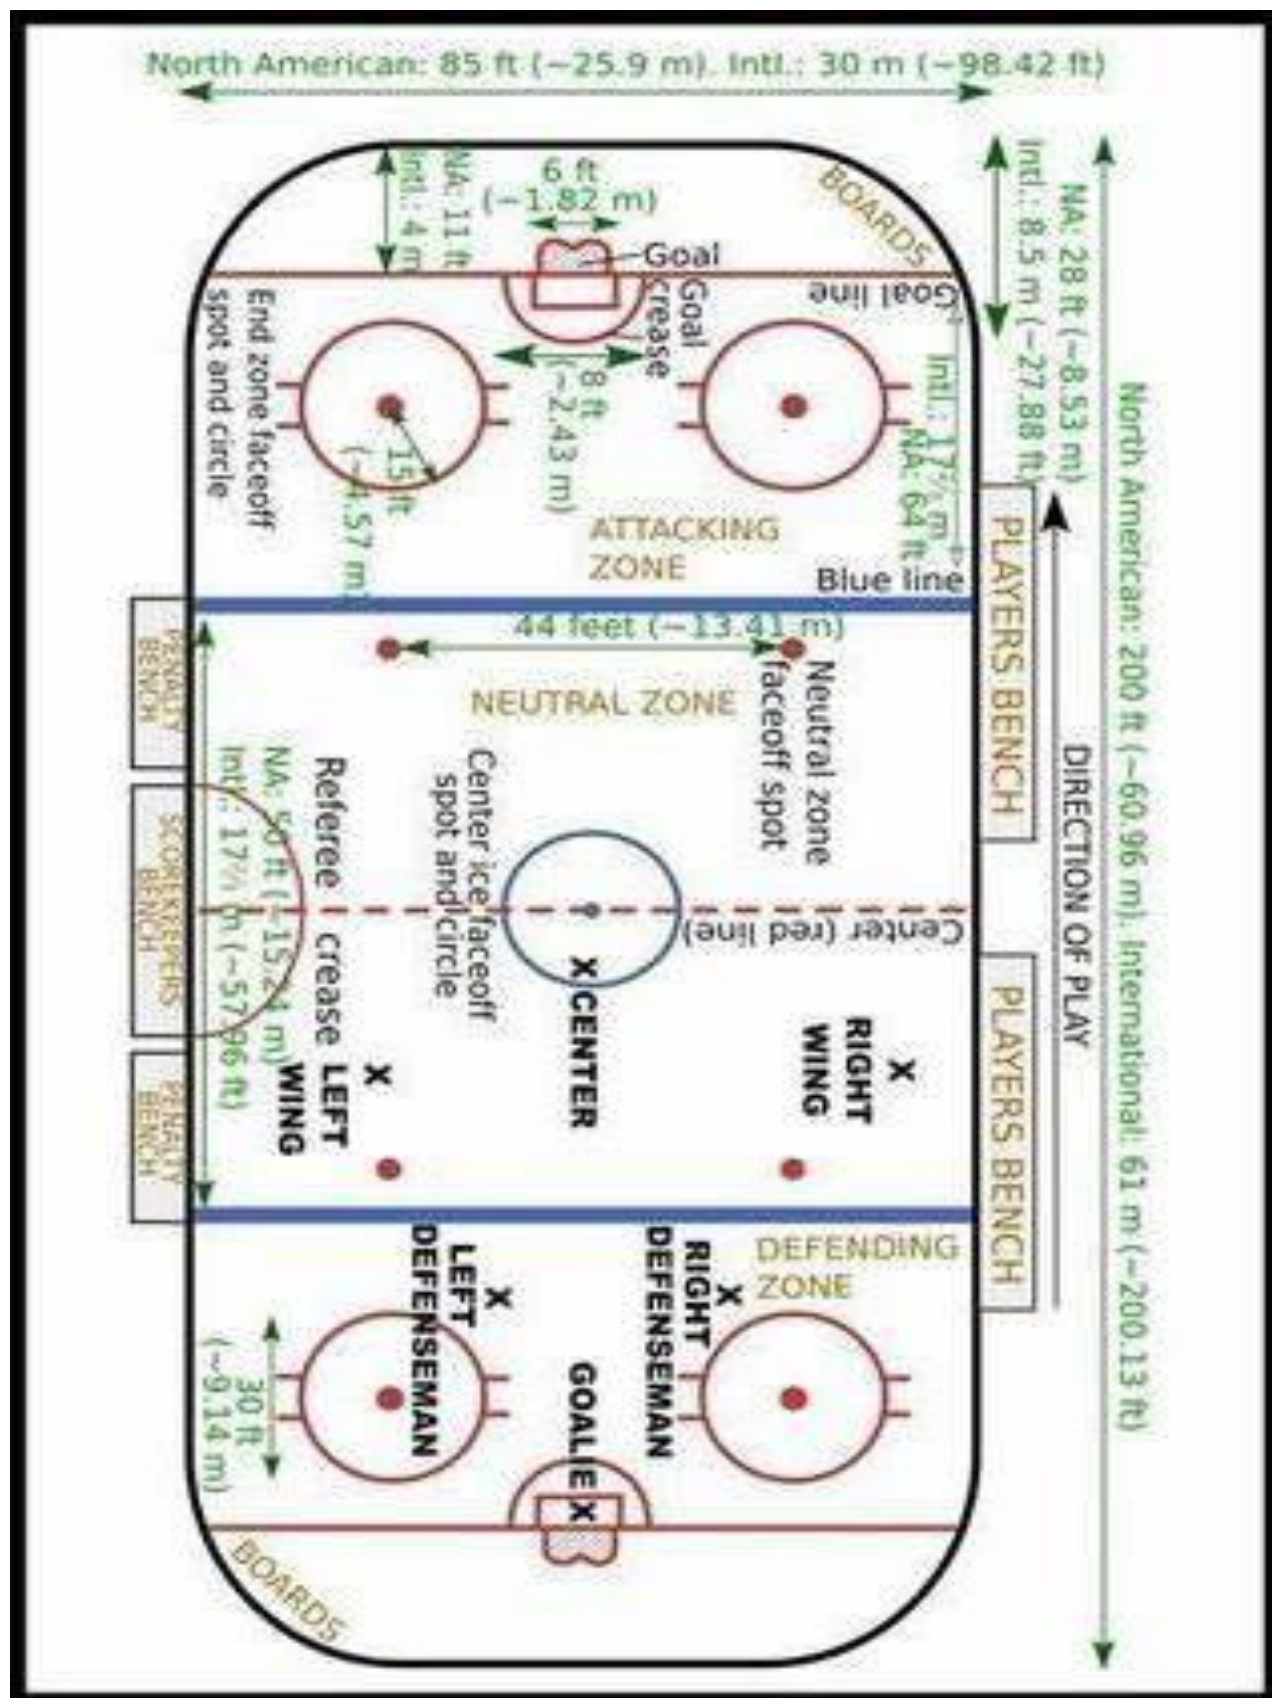 North American: 85 ft (~25.9 m). Intl.: 30 m (~98.42 ft)
NA: 28 ft (~8.53 m)
Intl.: 8.5 m (~27.88 ft)
North American: 200 ft (~60.96 m). International: 61 m (~200.13 ft)
NA: 11 ft
Intl.: 4 m
6 ft
(~1.82 m)
BOARDS
Goal
Goal
crease
Goal line
End zone faceoff
spot and circle
8 ft
(~2.43 m)
15 ft
(~4.57 m)
NA: 64 ft
ATTACKING
ZONE
Blue line
PLAYERS BENCH
DIRECTION OF PLAY
44 feet (~13.41 m)
PENALTY
BENCH
NEUTRAL ZONE
Neutral zone
faceoff spot
NA: 50 ft (~15.24 m)
Referee crease
Center ice faceoff
spot and circle
SCOREKEEPERS
BENCH
Center (red line)
X CENTER
X
RIGHT
WING
X
LEFT
WING
PLAYERS BENCH
PENALTY
BENCH
DEFENDING
ZONE
X
LEFT
DEFENSEMAN
X
RIGHT
DEFENSEMAN
GOALIE X
30 ft
(~9.14 m)
BOARDS